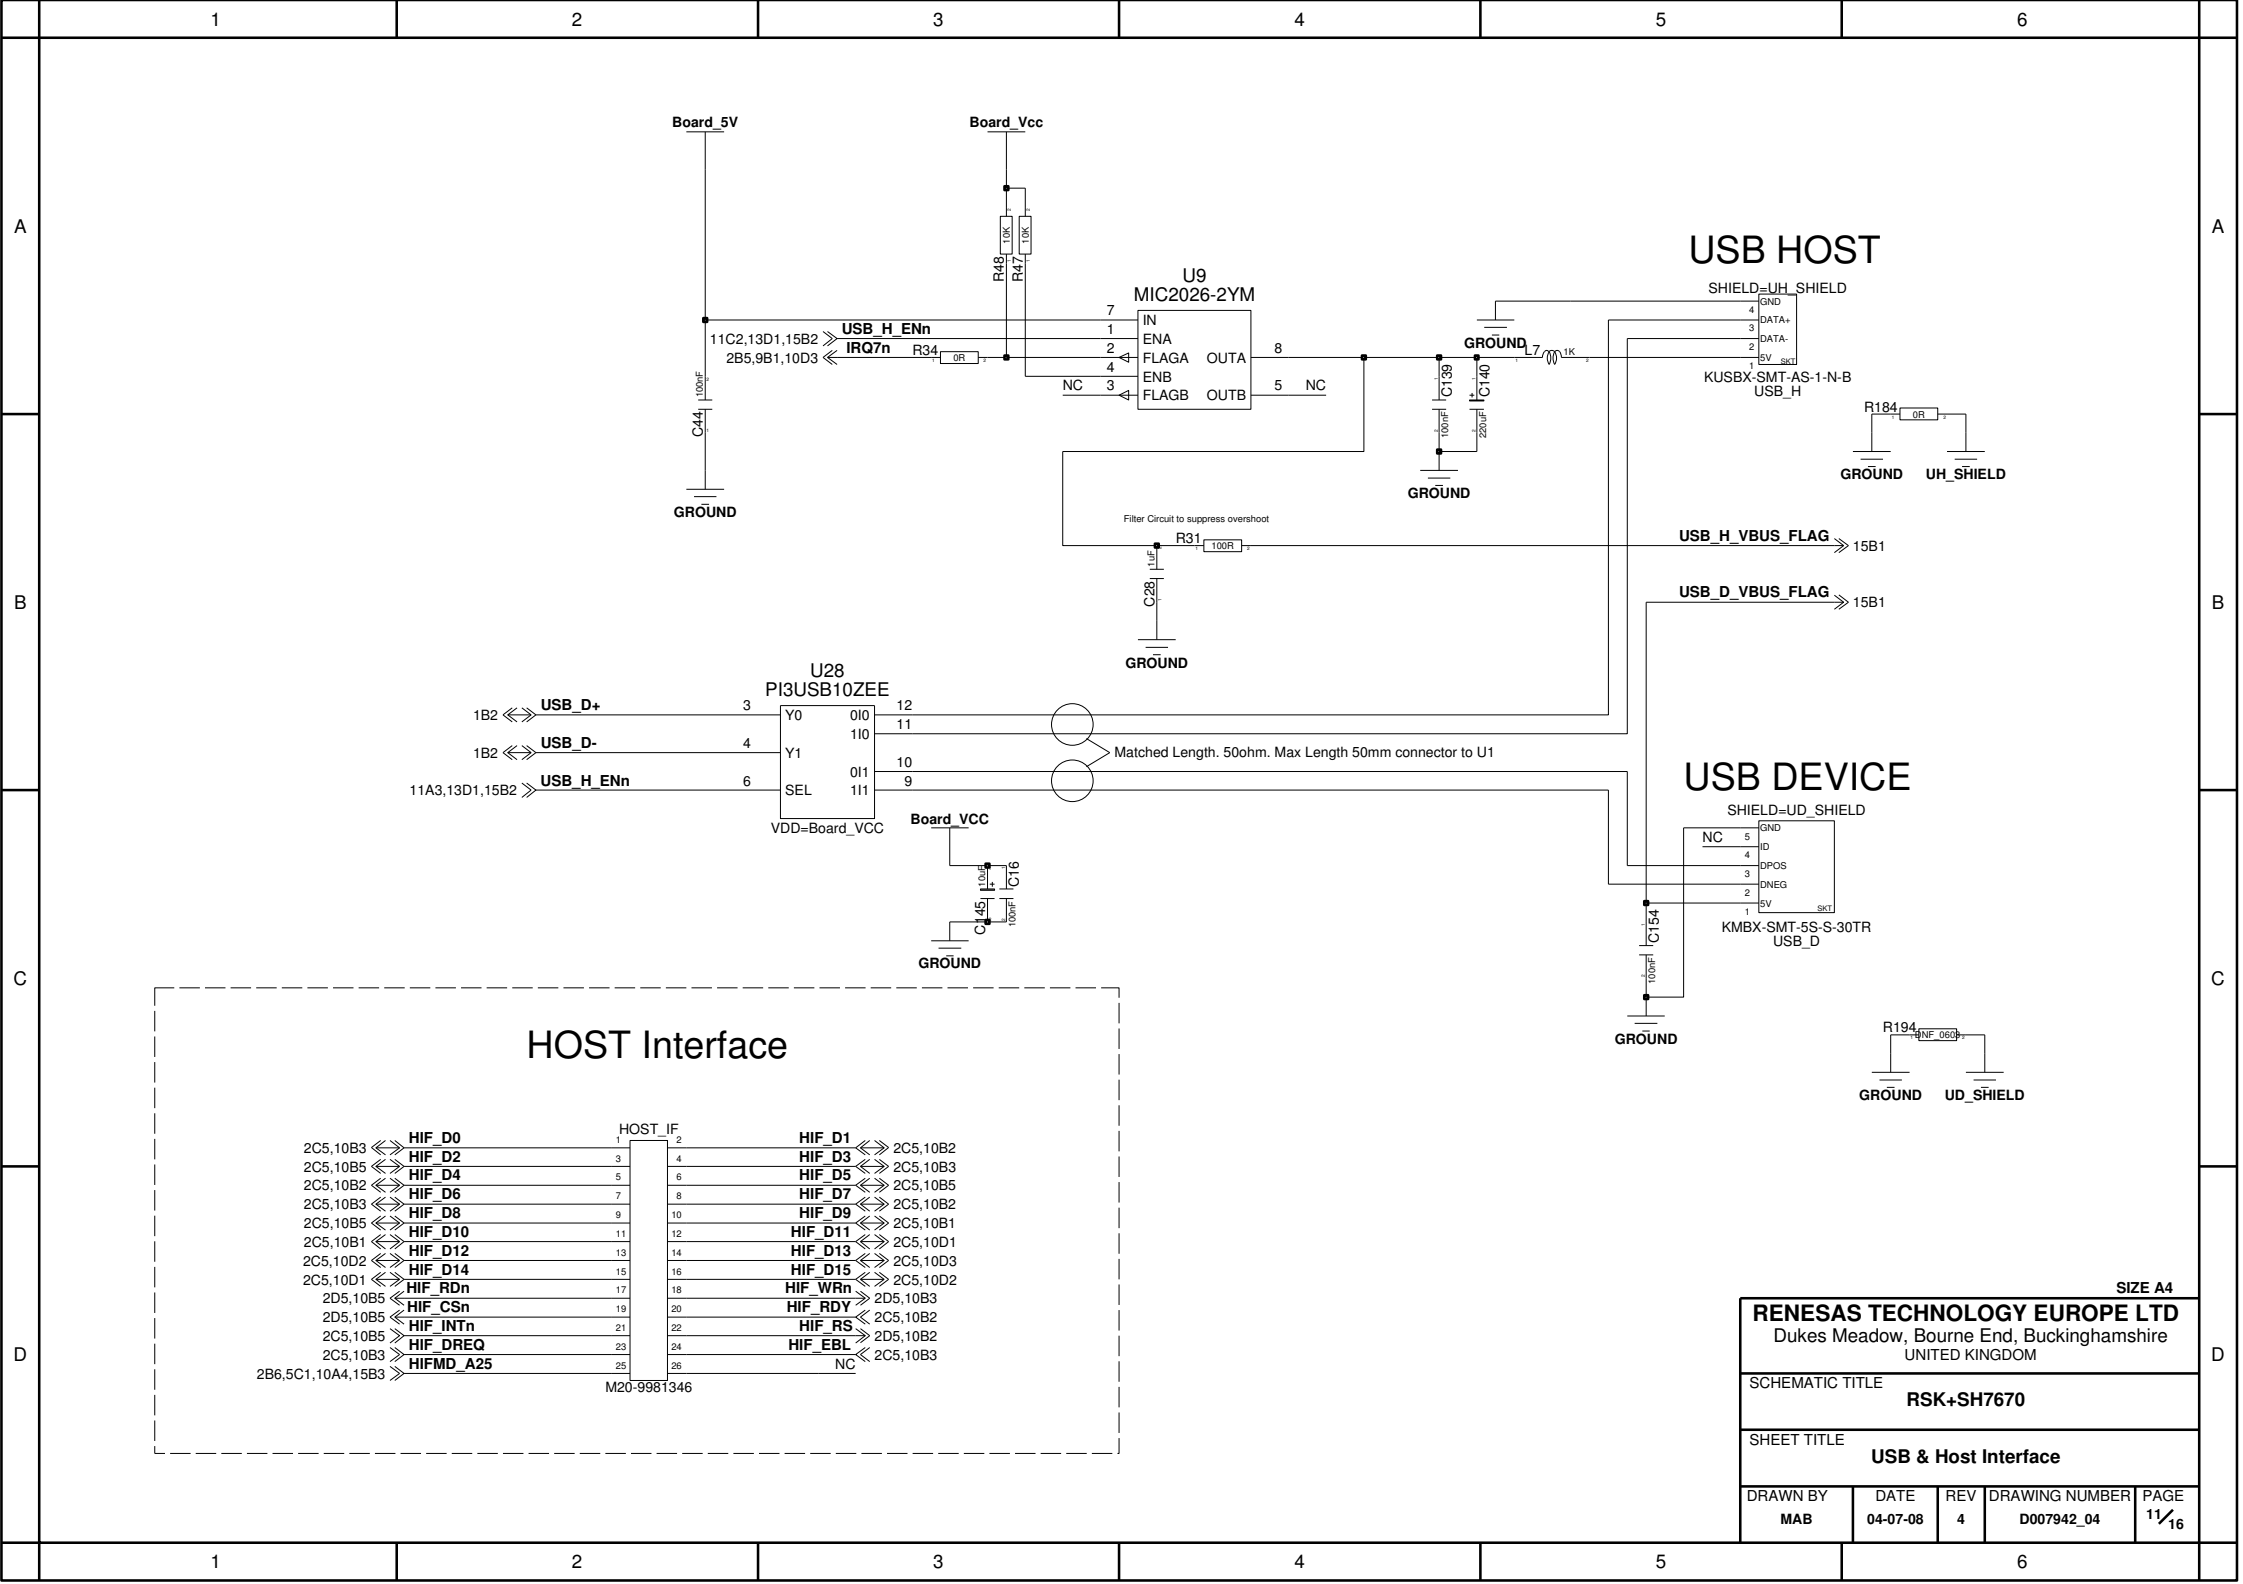 1 2 3 4 5 6
A A
B B
C C
D D
Board_5V
Board_Vcc
R48 10K
R47 10K
U9
MIC2026-2YM
7 IN
11C2,13D1,15B2 USB_H_ENn 1 ENA
2B5,9B1,10D3 IRQ7n R34 0R 2 FLAGA OUTA 8
4 ENB
NC 3 FLAGB OUTB 5 NC
100nF
C44
GROUND
GROUND
L7 1K
C139 100nF
C140 220uF
+
GROUND
USB HOST
SHIELD=UH_SHIELD
GND
4
DATA+
3
DATA-
2
5V SKT
1
KUSBX-SMT-AS-1-N-B
USB_H
R184 0R
GROUND UH_SHIELD
Filter Circuit to suppress overshoot
R31 100R
USB_H_VBUS_FLAG 15B1
1uF
C28
GROUND
USB_D_VBUS_FLAG 15B1
U28
PI3USB10ZEE
1B2 USB_D+ 3 Y0 0I0 12
1I0 11
1B2 USB_D- 4 Y1
0I1 10
11A3,13D1,15B2 USB_H_ENn 6 SEL 1I1 9
VDD=Board_VCC
Matched Length. 50ohm. Max Length 50mm connector to U1
Board_VCC
10uF
+
C145
C16
100nF
GROUND
USB DEVICE
SHIELD=UD_SHIELD
GND
NC 5
ID
4
DPOS
3
DNEG
2
5V
1 SKT
KMBX-SMT-5S-S-30TR
USB_D
C154
100nF
GROUND
R194 DNF_0603
GROUND UD_SHIELD
HOST Interface
HOST_IF
2C5,10B3 HIF_D0 1 2 HIF_D1 2C5,10B2
2C5,10B5 HIF_D2 3 4 HIF_D3 2C5,10B3
2C5,10B2 HIF_D4 5 6 HIF_D5 2C5,10B5
2C5,10B3 HIF_D6 7 8 HIF_D7 2C5,10B2
2C5,10B5 HIF_D8 9 10 HIF_D9 2C5,10B1
2C5,10B1 HIF_D10 11 12 HIF_D11 2C5,10D1
2C5,10D2 HIF_D12 13 14 HIF_D13 2C5,10D3
2C5,10D1 HIF_D14 15 16 HIF_D15 2C5,10D2
2D5,10B5 HIF_RDn 17 18 HIF_WRn 2D5,10B3
2D5,10B5 HIF_CSn 19 20 HIF_RDY 2C5,10B2
2C5,10B5 HIF_INTn 21 22 HIF_RS 2D5,10B2
2C5,10B3 HIF_DREQ 23 24 HIF_EBL 2C5,10B3
2B6,5C1,10A4,15B3 HIFMD_A25 25 26 NC
M20-9981346
SIZE A4
RENESAS TECHNOLOGY EUROPE LTD
Dukes Meadow, Bourne End, Buckinghamshire
UNITED KINGDOM
SCHEMATIC TITLE
RSK+SH7670
SHEET TITLE
USB & Host Interface
DRAWN BY DATE REV DRAWING NUMBER PAGE
MAB 04-07-08 4 D007942_04 11/16
1 2 3 4 5 6